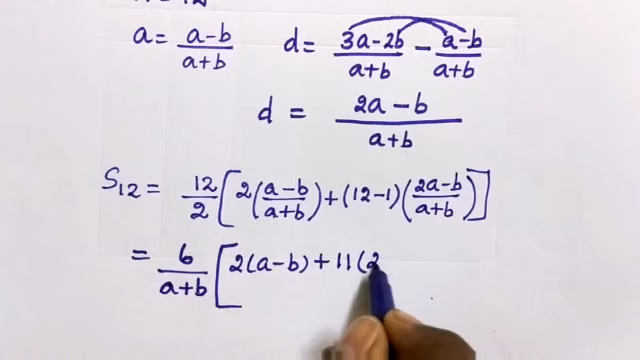 a = (a-b)/(a+b)   d = (3a-2b)/(a+b) - (a-b)/(a+b)
d = (2a-b)/(a+b)
S₁₂ = 12/2 [2((a-b)/(a+b)) + (12-1)((2a-b)/(a+b))]
= 6/(a+b) [2(a-b) + 11(2